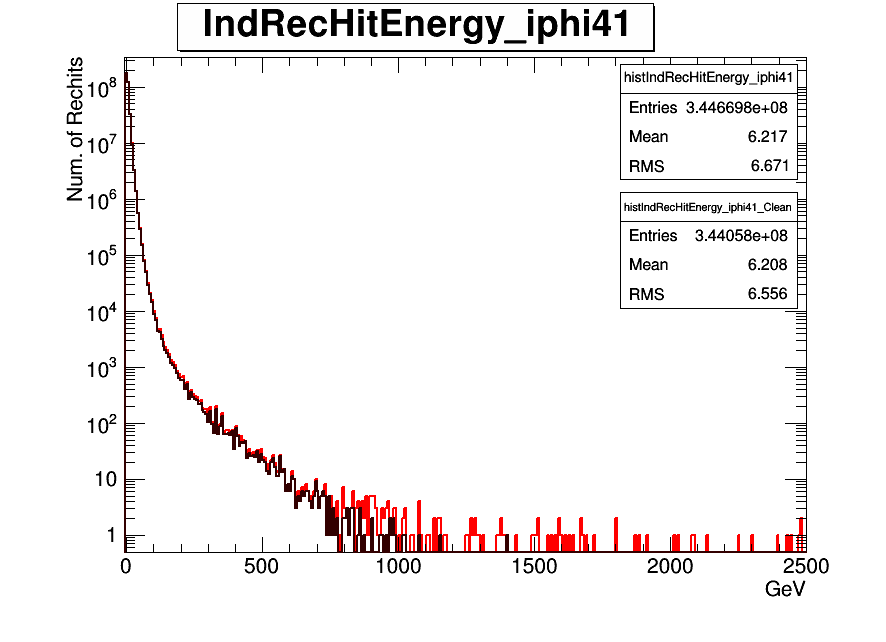 IndRecHitEnergy_iphi41
Num. of Rechits
histIndRecHitEnergy_iphi41
Entries 3.446698e+08
Mean 6.217
RMS 6.671
histIndRecHitEnergy_iphi41_Clean
Entries 3.44058e+08
Mean 6.208
RMS 6.556
10^8
10^7
10^6
10^5
10^4
10^3
10^2
10
1
0 500 1000 1500 2000 2500
GeV